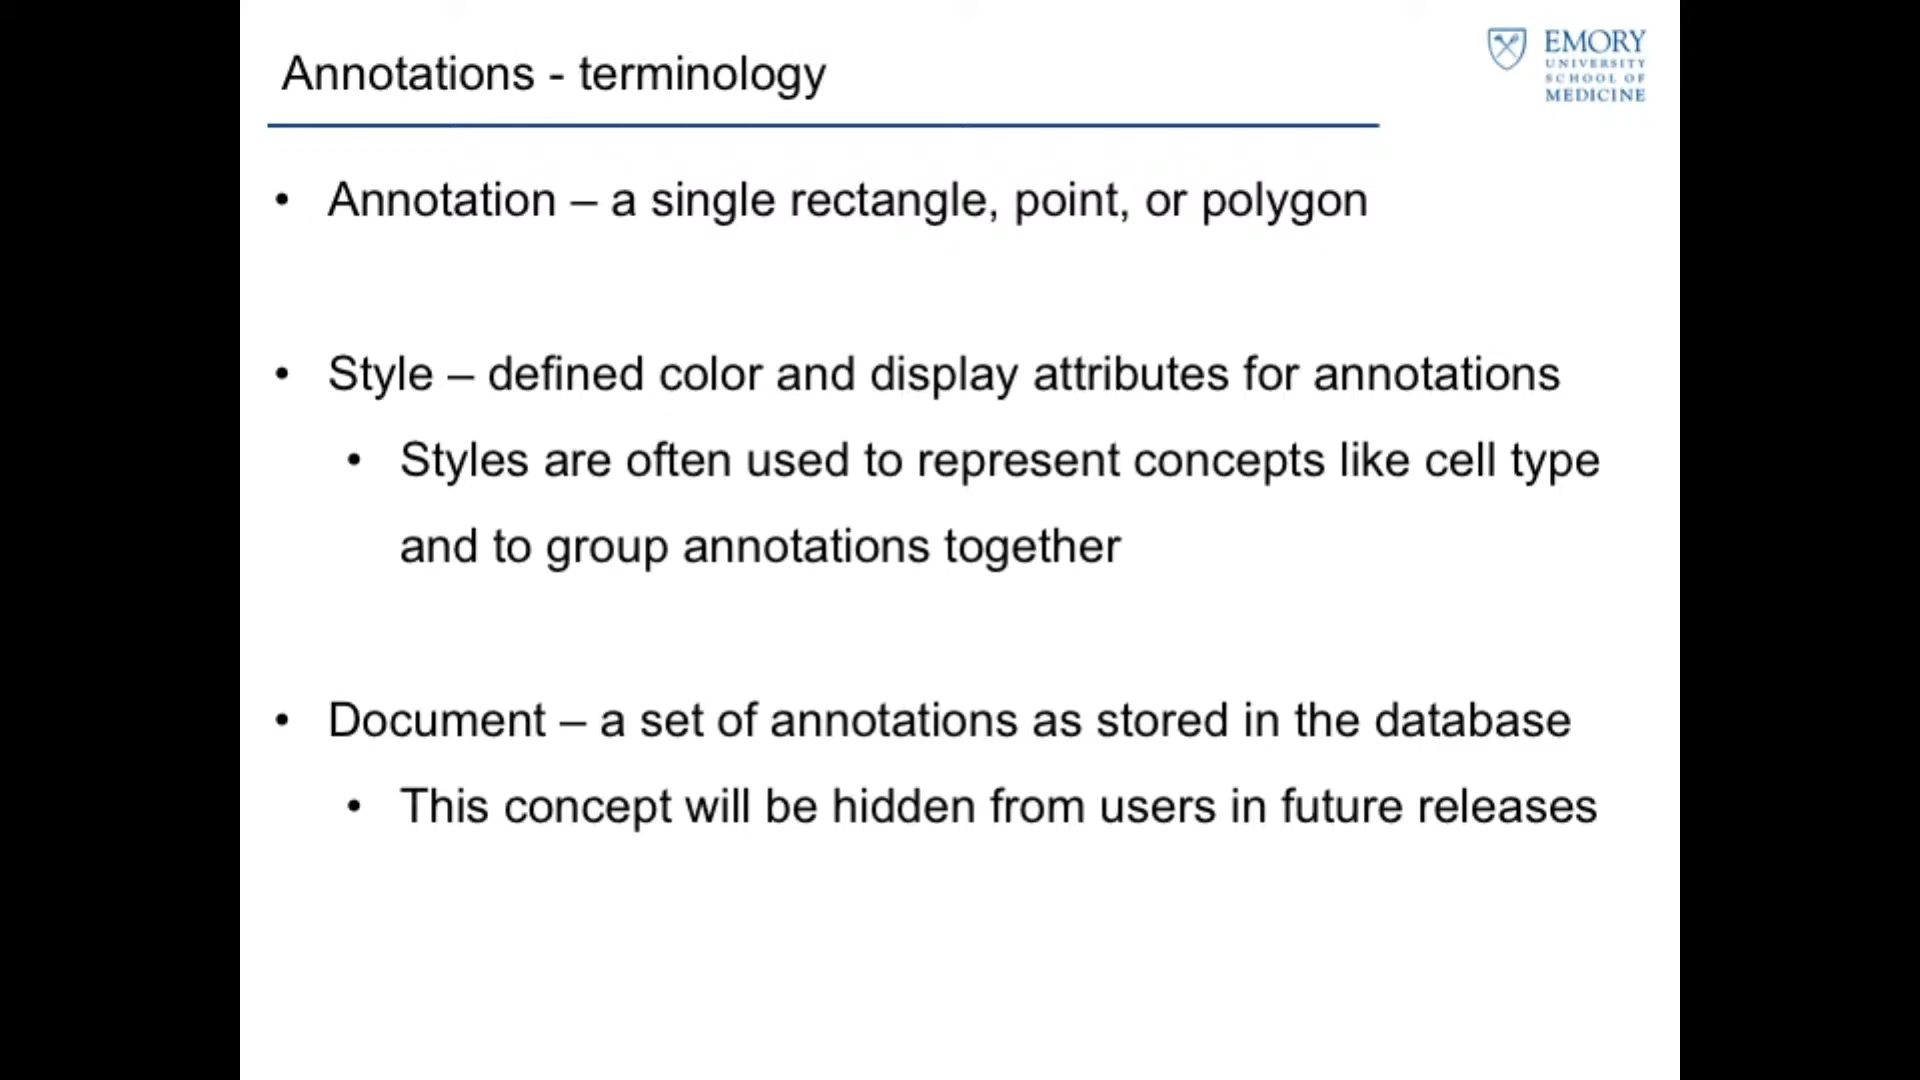 Annotations - terminology
EMORY
UNIVERSITY
SCHOOL OF
MEDICINE
• Annotation – a single rectangle, point, or polygon
• Style – defined color and display attributes for annotations
• Styles are often used to represent concepts like cell type
and to group annotations together
• Document – a set of annotations as stored in the database
• This concept will be hidden from users in future releases